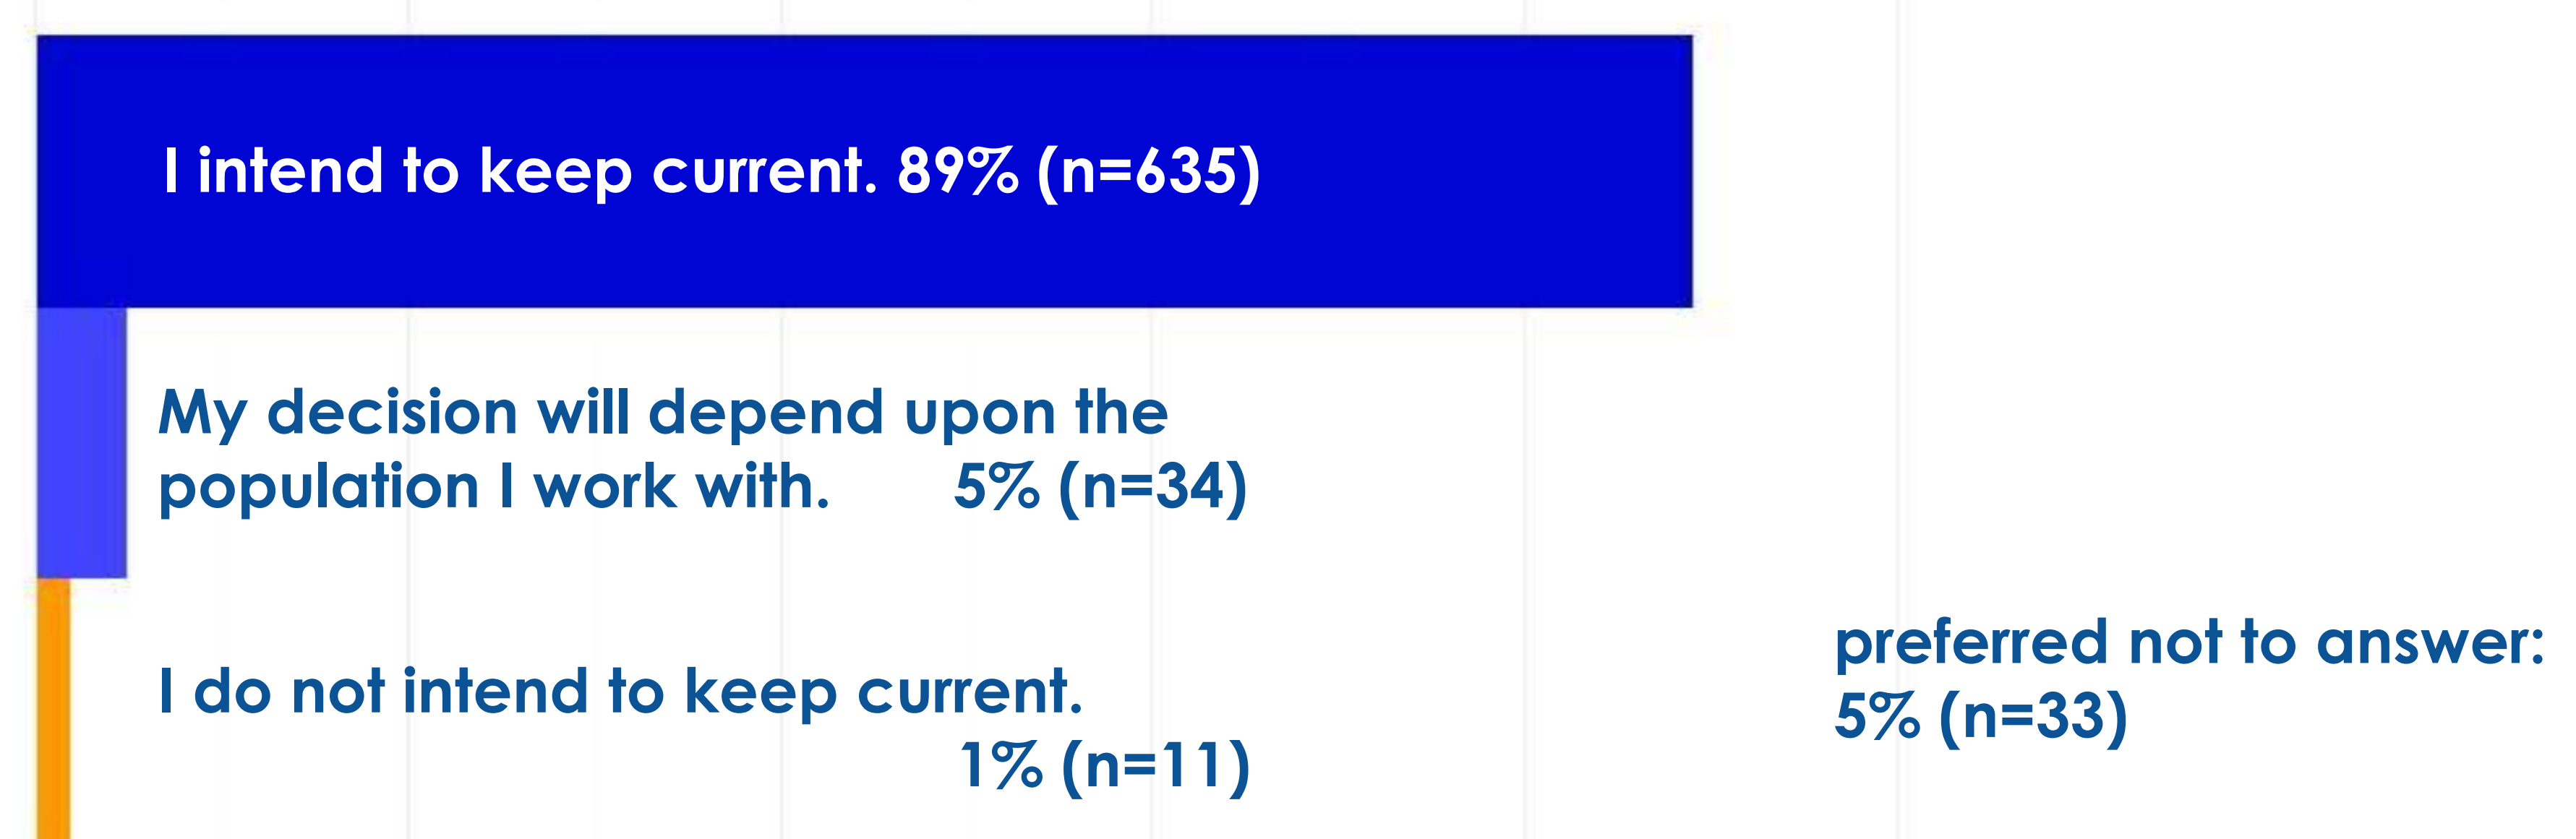 I intend to keep current. 89% (n=635)
My decision will depend upon the
population I work with. 5% (n=34)
I do not intend to keep current.
1% (n=11)
preferred not to answer:
5% (n=33)